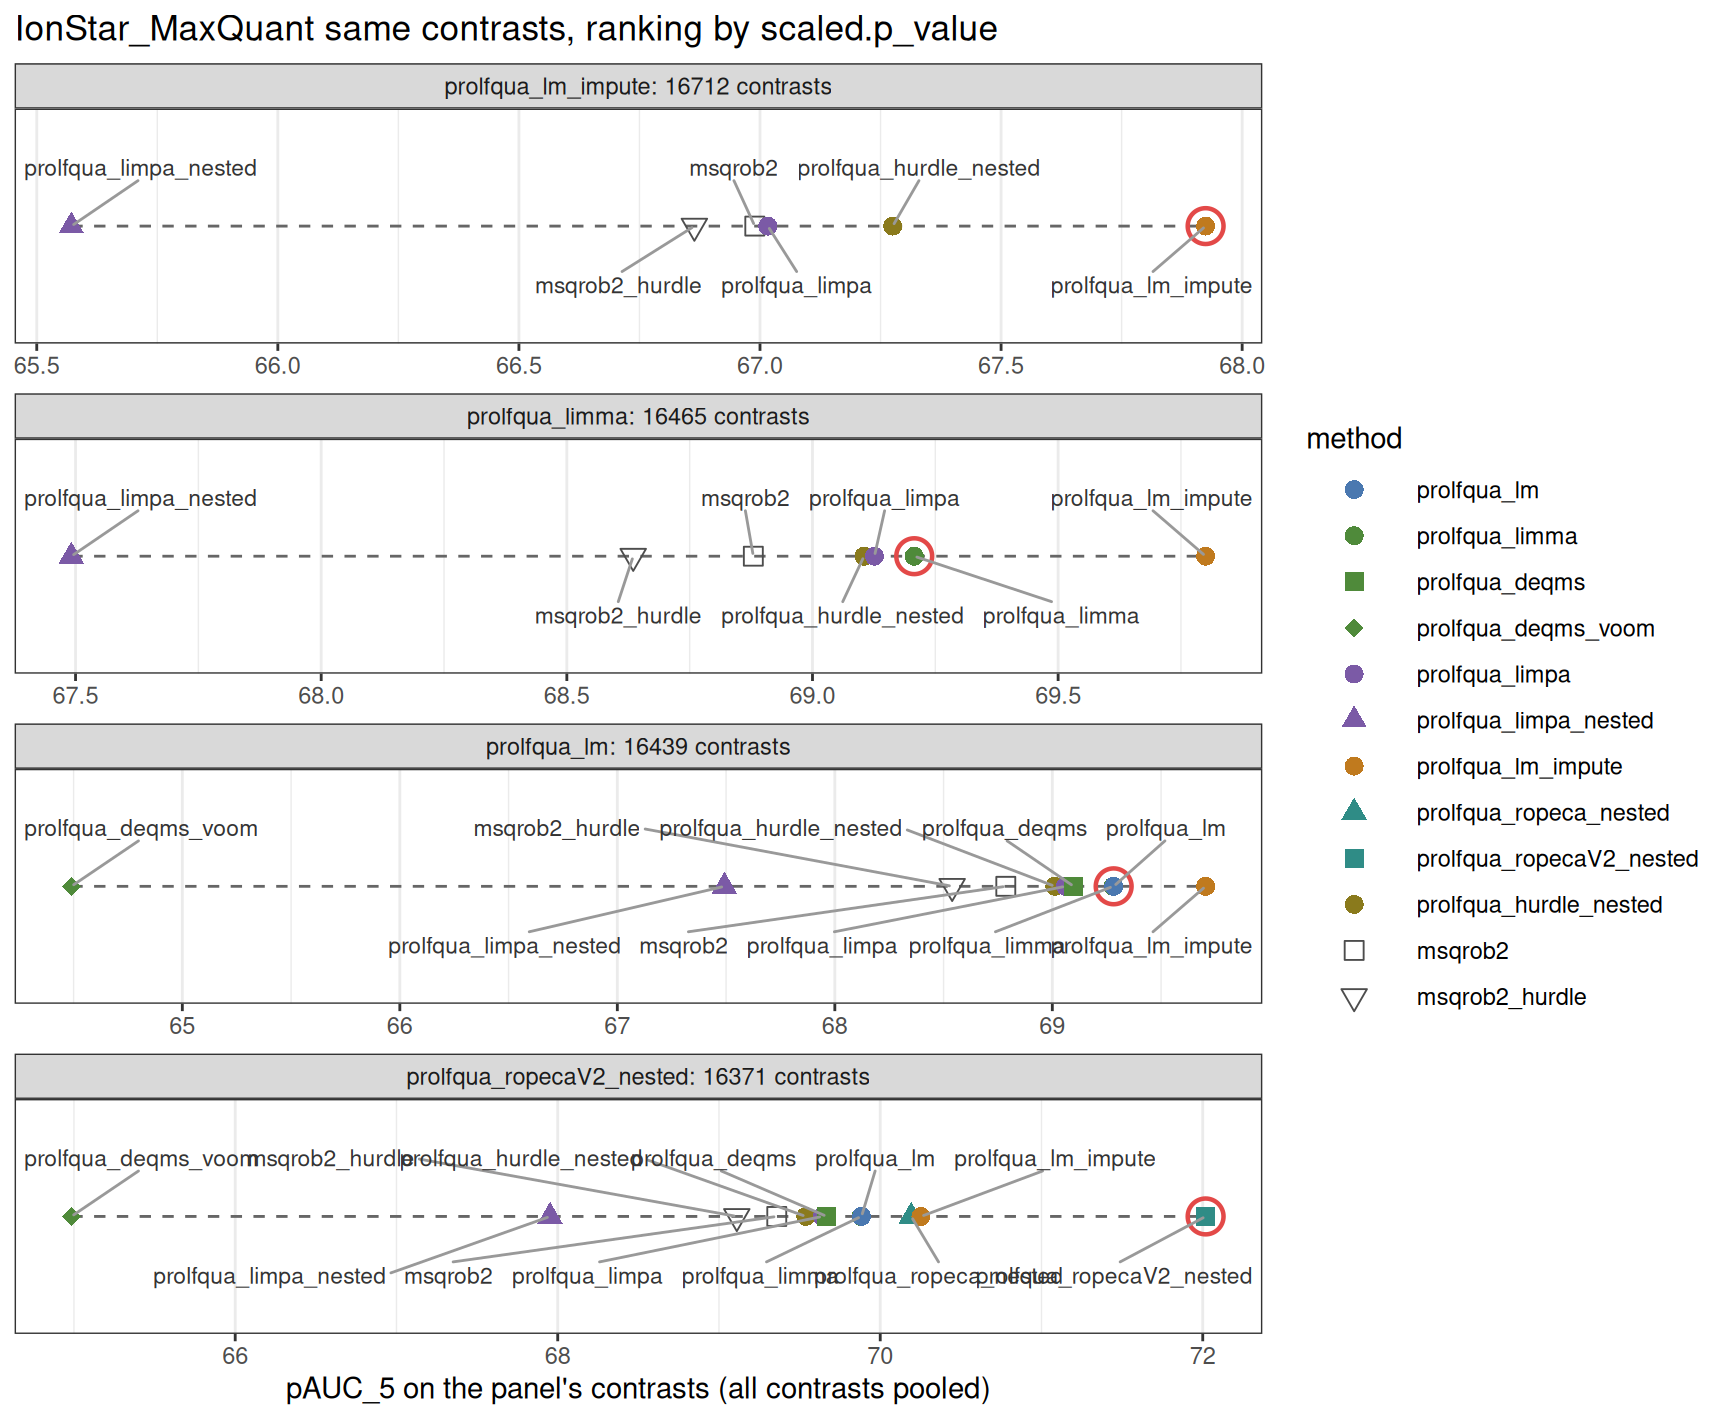 IonStar_MaxQuant same contrasts, ranking by scaled.p_value
prolfqua_lm_impute: 16712 contrasts
prolfqua_limpa_nested
msqrob2
prolfqua_hurdle_nested
msqrob2_hurdle
prolfqua_limpa
prolfqua_lm_impute
65.5 66.0 66.5 67.0 67.5 68.0
prolfqua_limma: 16465 contrasts
prolfqua_limpa_nested
msqrob2
prolfqua_limpa
prolfqua_lm_impute
msqrob2_hurdle
prolfqua_hurdle_nested
prolfqua_limma
67.5 68.0 68.5 69.0 69.5
prolfqua_lm: 16439 contrasts
prolfqua_deqms_voom
msqrob2_hurdle
prolfqua_hurdle_nested
prolfqua_deqms
prolfqua_lm
prolfqua_limpa_nested
msqrob2
prolfqua_limpa
prolfqua_limma
prolfqua_lm_impute
65 66 67 68 69
prolfqua_ropecaV2_nested: 16371 contrasts
prolfqua_deqms_voom
msqrob2_hurdle
prolfqua_hurdle_nested
prolfqua_deqms
prolfqua_lm
prolfqua_lm_impute
prolfqua_limpa_nested
msqrob2
prolfqua_limpa
prolfqua_limma
prolfqua_ropeca_nested
prolfqua_ropecaV2_nested
66 68 70 72
pAUC_5 on the panel's contrasts (all contrasts pooled)
method
prolfqua_lm
prolfqua_limma
prolfqua_deqms
prolfqua_deqms_voom
prolfqua_limpa
prolfqua_limpa_nested
prolfqua_lm_impute
prolfqua_ropeca_nested
prolfqua_ropecaV2_nested
prolfqua_hurdle_nested
msqrob2
msqrob2_hurdle